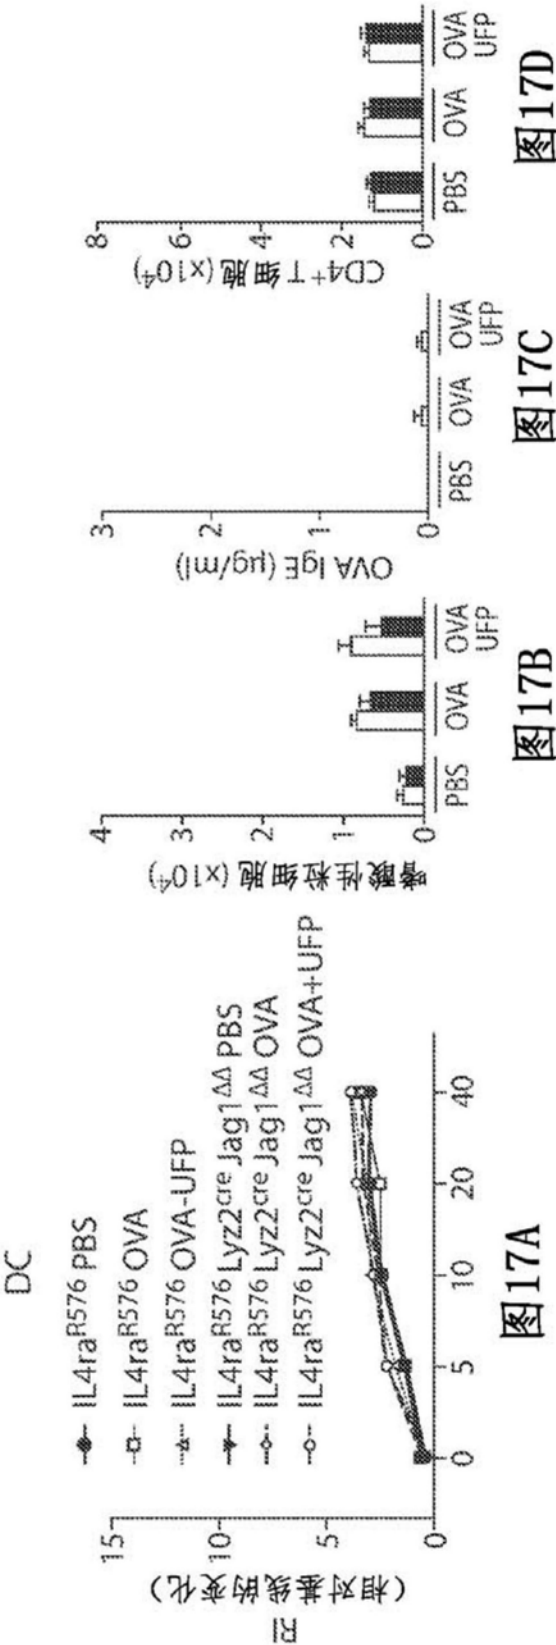 DC
IL4ra^R576 PBS
IL4ra^R576 OVA
IL4ra^R576 OVA-UFP
IL4ra^R576 Lyz2^cre Jag1^ΔΔ PBS
IL4ra^R576 Lyz2^cre Jag1^ΔΔ OVA
IL4ra^R576 Lyz2^cre Jag1^ΔΔ OVA+UFP
RI
（相对基线的变化）
15
10
5
0
0 5 10 20 40
图17A
嗜酸性粒细胞 (x10⁴)
4
3
2
1
0
PBS OVA OVA
UFP
图17B
OVA IgE (μg/ml)
3
2
1
0
PBS OVA OVA
UFP
图17C
CD4⁺T 细胞 (x10⁴)
8
6
4
2
0
PBS OVA OVA
UFP
图17D